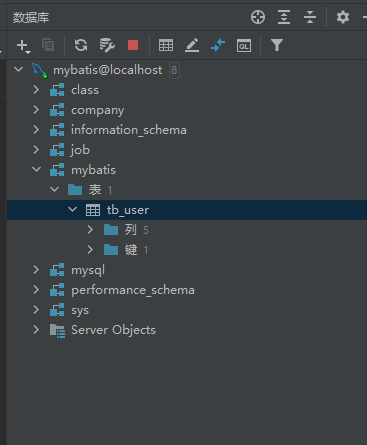 数据库
GL
mybatis@localhost 8
class
company
information_schema
job
mybatis
表 1
tb_user
列 5
键 1
mysql
performance_schema
sys
Server Objects